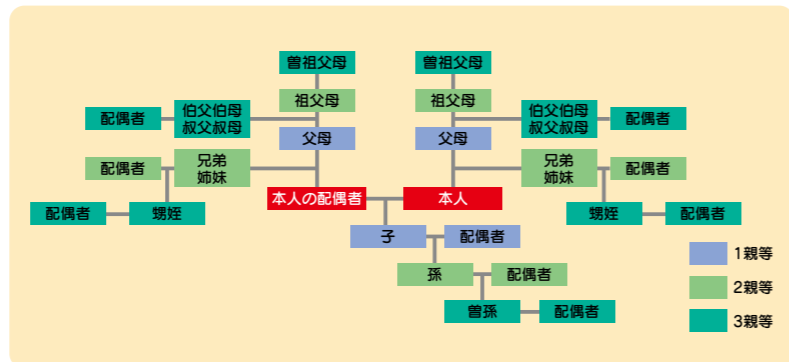 曽祖父母
曽祖父母
祖父母
祖父母
配偶者
伯父伯母
叔父叔母
伯父伯母
叔父叔母
配偶者
父母
父母
配偶者
兄弟
姉妹
兄弟
姉妹
配偶者
本人の配偶者
本人
配偶者
甥姪
甥姪
配偶者
子
配偶者
1親等
孫
配偶者
2親等
曽孫
配偶者
3親等